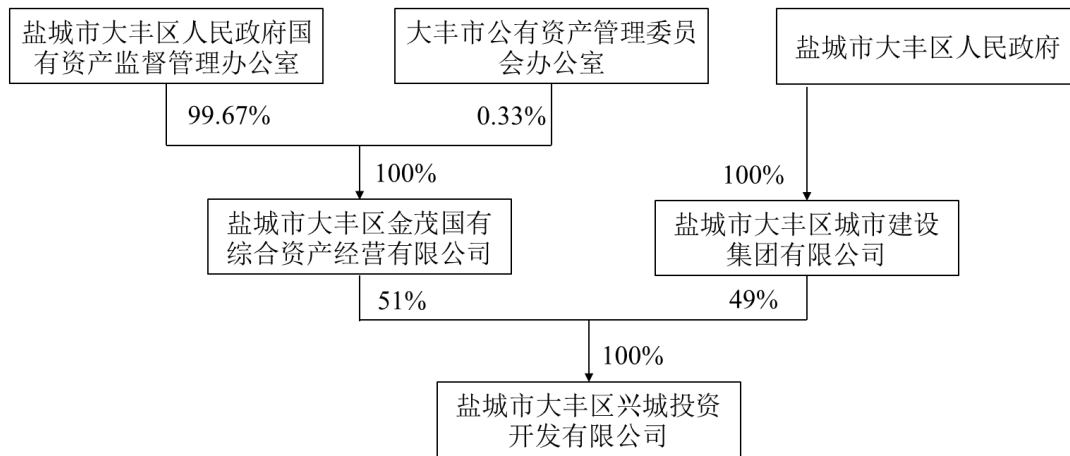 盐城市大丰区人民政府国
有资产监督管理办公室
大丰市公有资产管理委员
会办公室
盐城市大丰区人民政府
99.67%
0.33%
100%
100%
盐城市大丰区金茂国有
综合资产经营有限公司
盐城市大丰区城市建设
集团有限公司
51%
49%
100%
盐城市大丰区兴城投资
开发有限公司